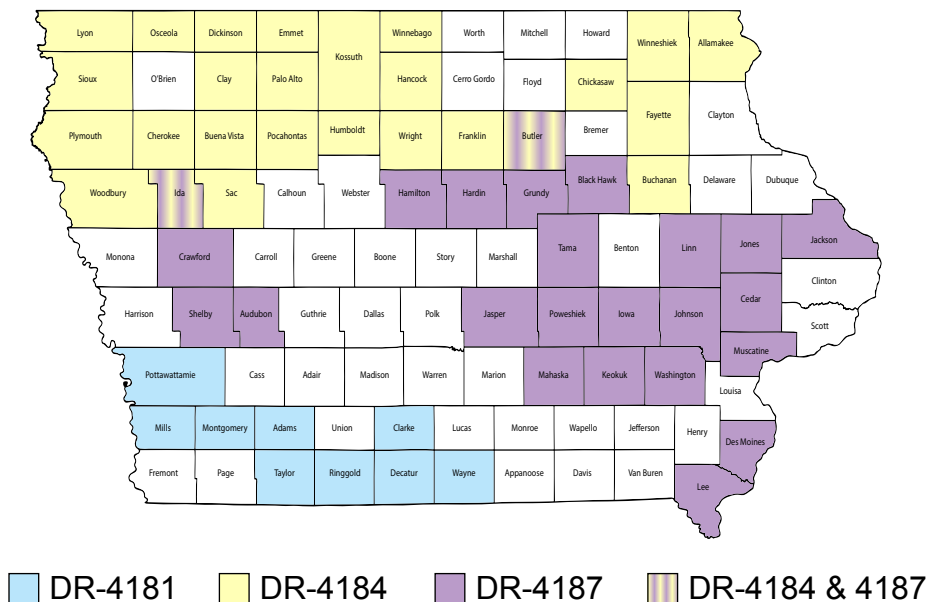 Lyon Osceola Dickinson Emmet Winnebago Worth Mitchell Howard
Kossuth Winneshiek Allamakee
Sioux O'Brien Clay Palo Alto Hancock Cerro Gordo Floyd Chickasaw
Fayette Clayton
Plymouth Cherokee Buena Vista Pocahontas Humboldt Wright Franklin Butler Bremer
Woodbury Ida Sac Calhoun Webster Hamilton Hardin Grundy Black Hawk Buchanan Delaware Dubuque
Monona Crawford Carroll Greene Boone Story Marshall Tama Benton Linn Jones Jackson
Clinton
Harrison Shelby Audubon Guthrie Dallas Polk Jasper Poweshiek Iowa Johnson Cedar Scott
Muscatine
Pottawattamie Cass Adair Madison Warren Marion Mahaska Keokuk Washington
Louisa
Mills Montgomery Adams Union Clarke Lucas Monroe Wapello Jefferson Henry Des Moines
Fremont Page Taylor Ringgold Decatur Wayne Appanoose Davis Van Buren Lee
DR-4181 DR-4184 DR-4187 DR-4184 & 4187